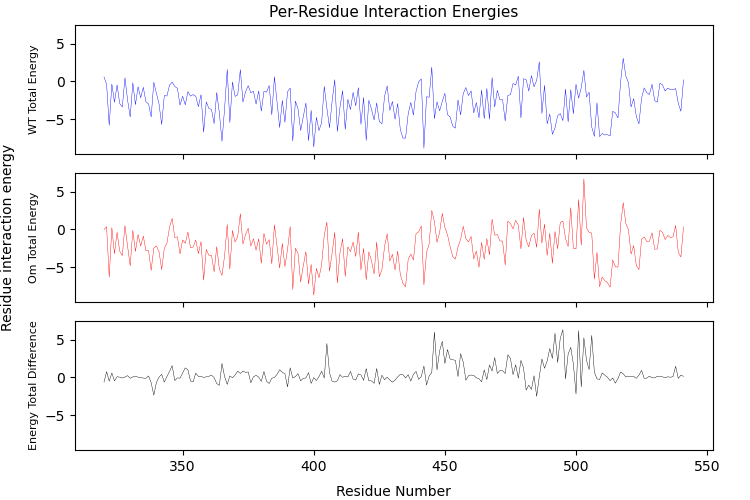 Per-Residue Interaction Energies
Residue interaction energy
WT Total Energy
5
0
−5
Om Total Energy
5
0
−5
Energy Total Difference
5
0
−5
350
400
450
500
550
Residue Number